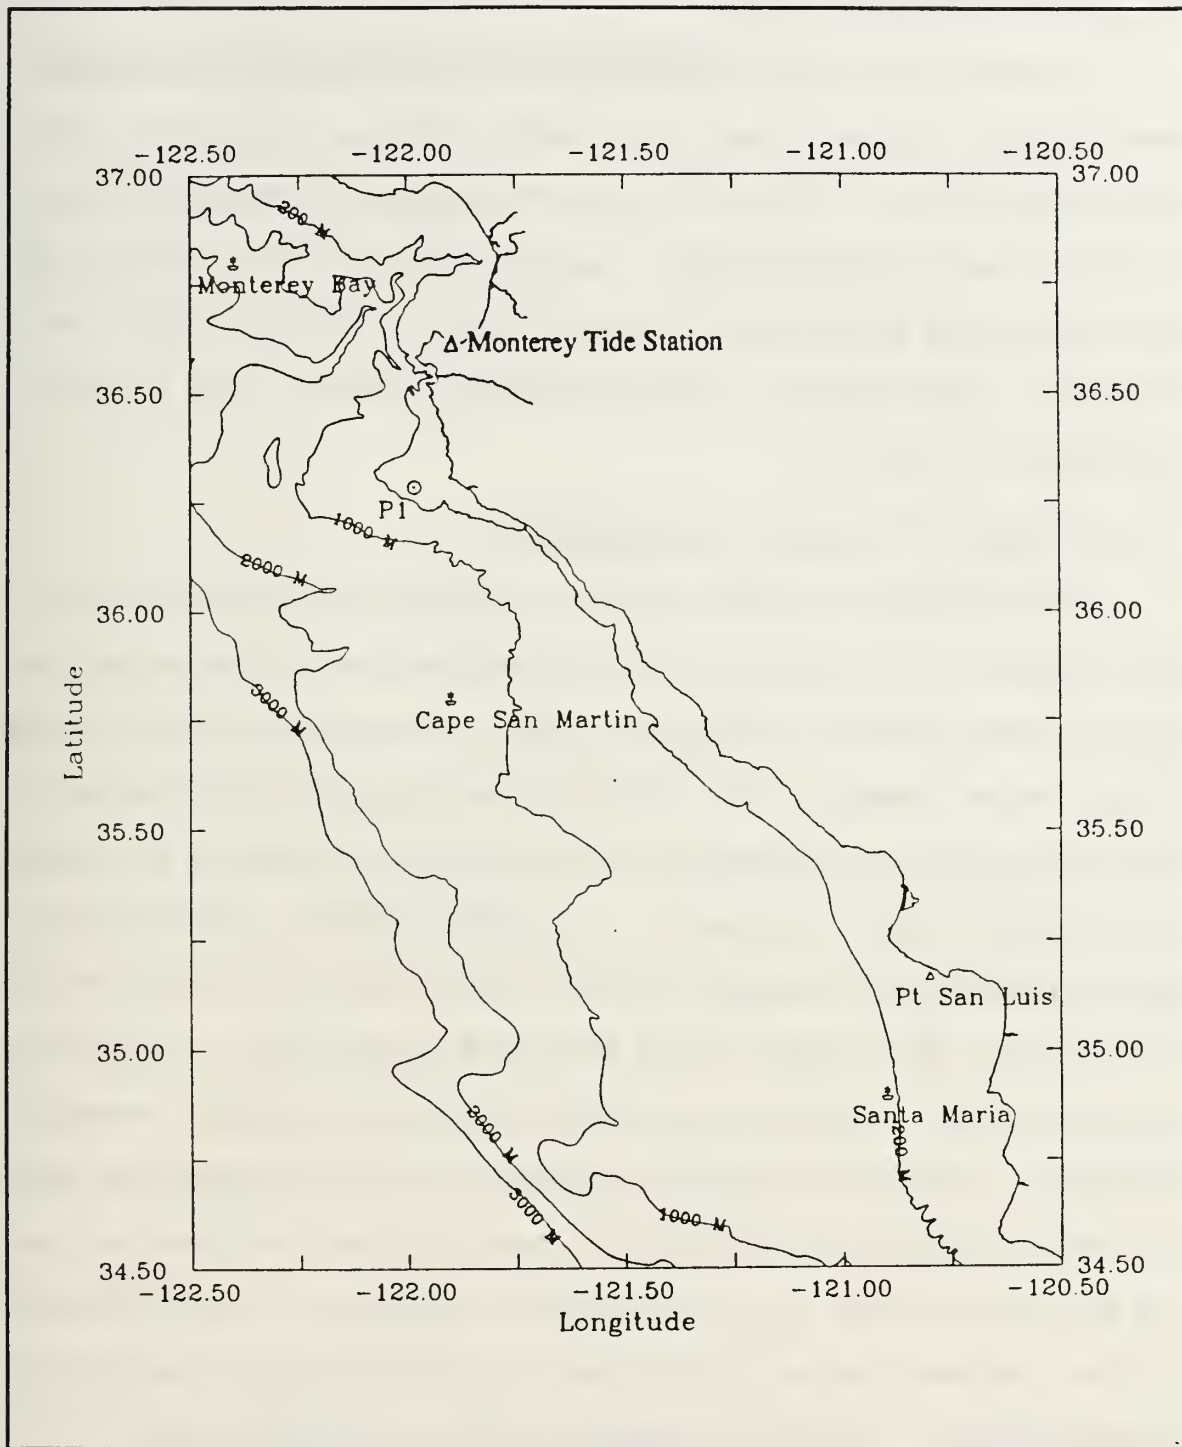 -122.50 -122.00 -121.50 -121.00 -120.50
37.00 37.00
200 M
Monterey Bay
Monterey Tide Station
36.50 36.50
P1
1000 M
2000 M
36.00 36.00
3000 M
Cape San Martin
Latitude
35.50 35.50
Pt San Luis
35.00 35.00
Santa Maria
200 M
2000 M
3000 M
1000 M
34.50 34.50
-122.50 -122.00 -121.50 -121.00 -120.50
Longitude